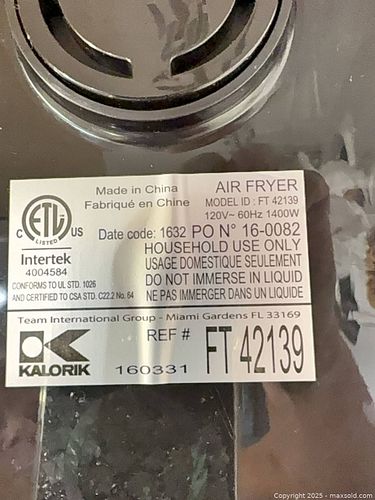 Made in China
Fabriqué en Chine
AIR FRYER
MODEL ID : FT 42139
120V~ 60Hz 1400W
C ETL US
LISTED
Intertek
4004584
Date code: 1632 PO N° 16-0082
HOUSEHOLD USE ONLY
USAGE DOMESTIQUE SEULEMENT
DO NOT IMMERSE IN LIQUID
NE PAS IMMERGER DANS UN LIQUIDE
CONFORMS TO UL STD. 1026
AND CERTIFIED TO CSA STD. C22.2 No. 64
Team International Group - Miami Gardens FL 33169
KALORIK
REF # FT 42139
160331
Copyright 2025 - maxsold.com